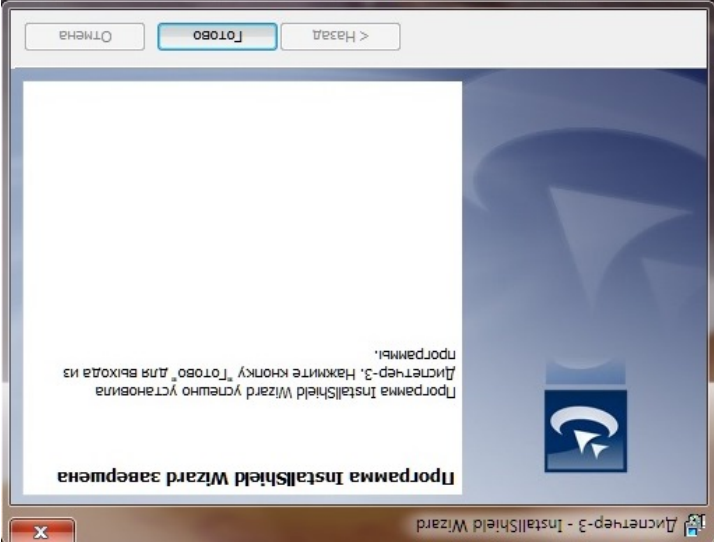 Диспетчер-3 - InstallShield Wizard
Программа InstallShield Wizard завершена
Программа InstallShield Wizard успешно установила
Диспетчер-3. Нажмите кнопку "Готово" для выхода из
программы.
< Назад
Готово
Отмена